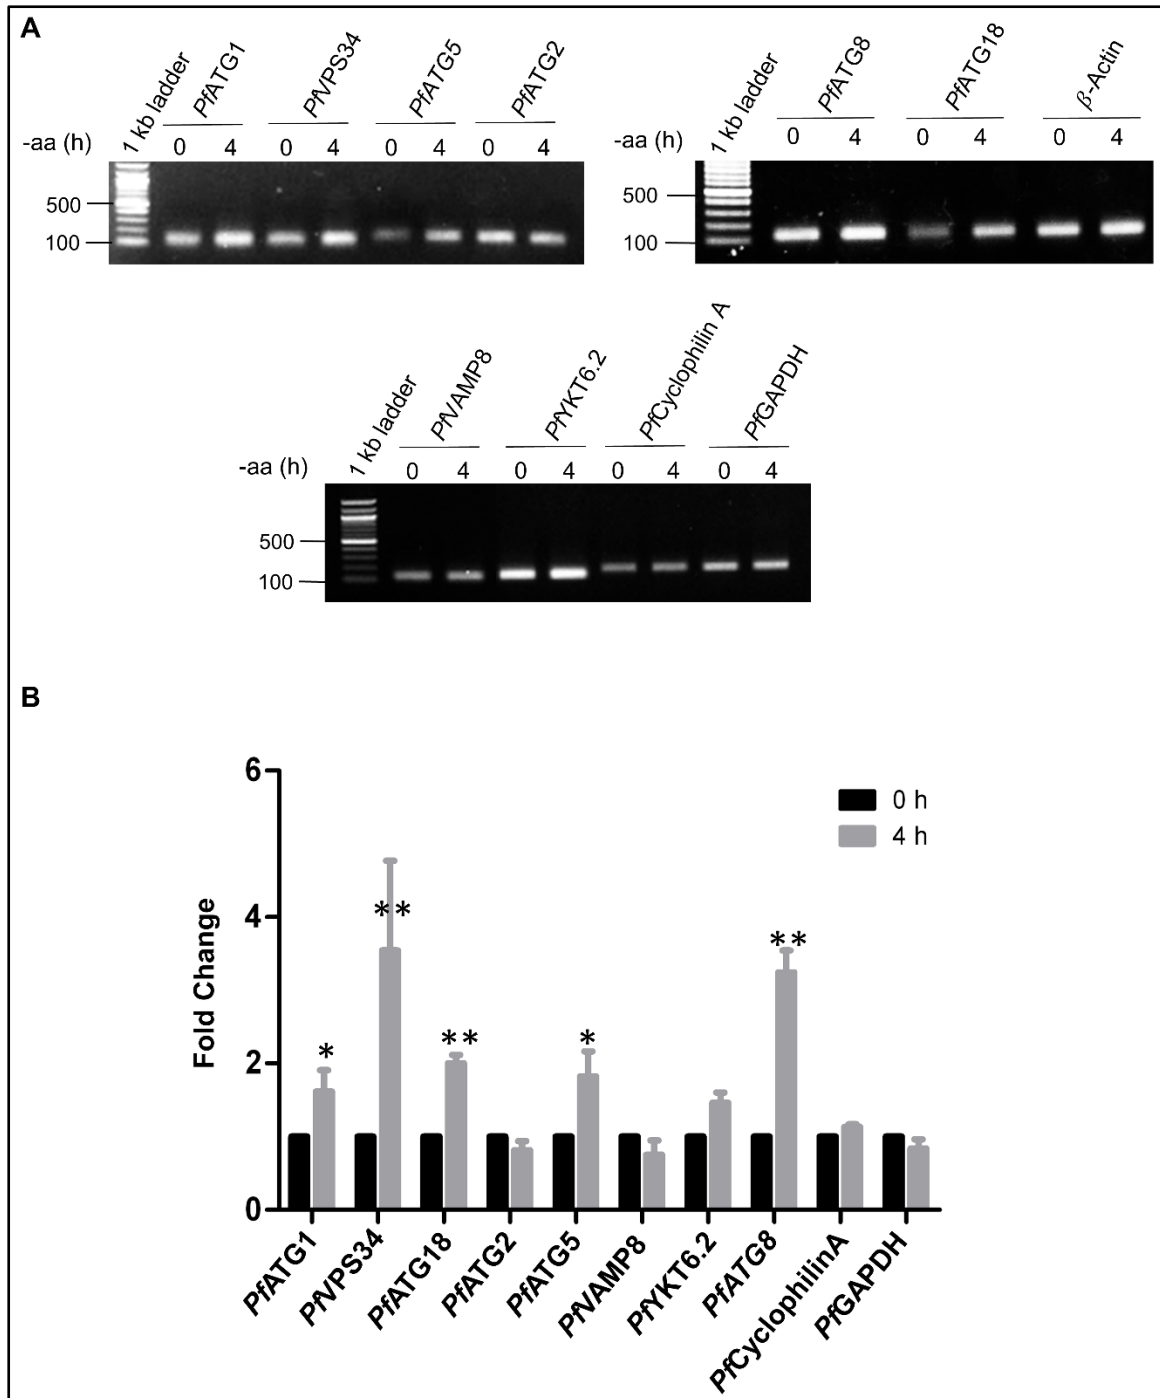 A
1 kb ladder PfATG1 PfVPS34 PfATG5 PfATG2
-aa (h) 0 4 0 4 0 4 0 4
500
100
1 kb ladder PfATG8 PfATG18 β-Actin
-aa (h) 0 4 0 4 0 4
500
100
1 kb ladder PfVAMP8 PfYKT6.2 PfCyclophilin A PfGAPDH
-aa (h) 0 4 0 4 0 4 0 4
500
100
B
Fold Change
6
4
2
0
0 h
4 h
*
**
**
*
**
PfATG1 PfVPS34 PfATG18 PfATG2 PfATG5 PfVAMP8 PfYKT6.2 PfATG8 PfCyclophilinA PfGAPDH